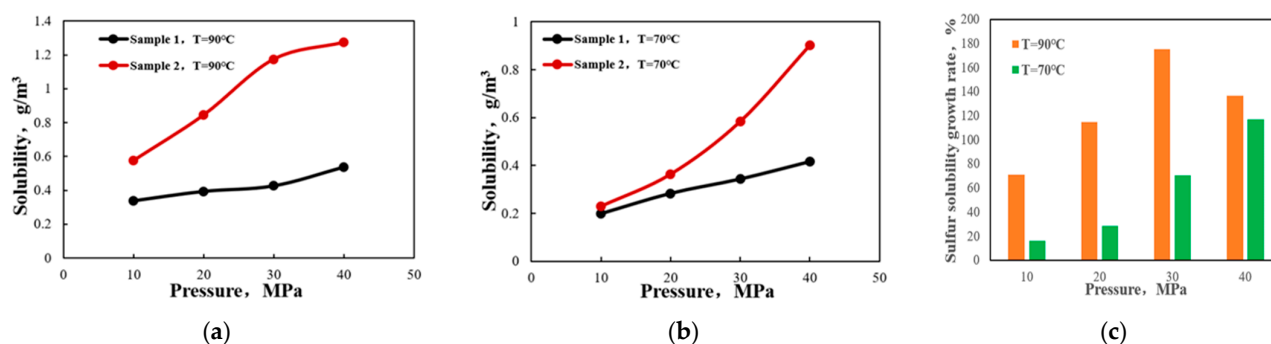 Solubility，g/m³
1.4
1.2
1
0.8
0.6
0.4
0.2
0
Sample 1，T=90℃
Sample 2，T=90℃
0
10
20
30
40
50
Pressure，MPa
(a)
Solubility，g/m³
1
0.8
0.6
0.4
0.2
0
Sample 1，T=70℃
Sample 2，T=70℃
0
10
20
30
40
50
Pressure，MPa
(b)
Sulfur solubility growth rate，%
200
180
160
140
120
100
80
60
40
20
0
T=90℃
T=70℃
10
20
30
40
Pressure，MPa
(c)